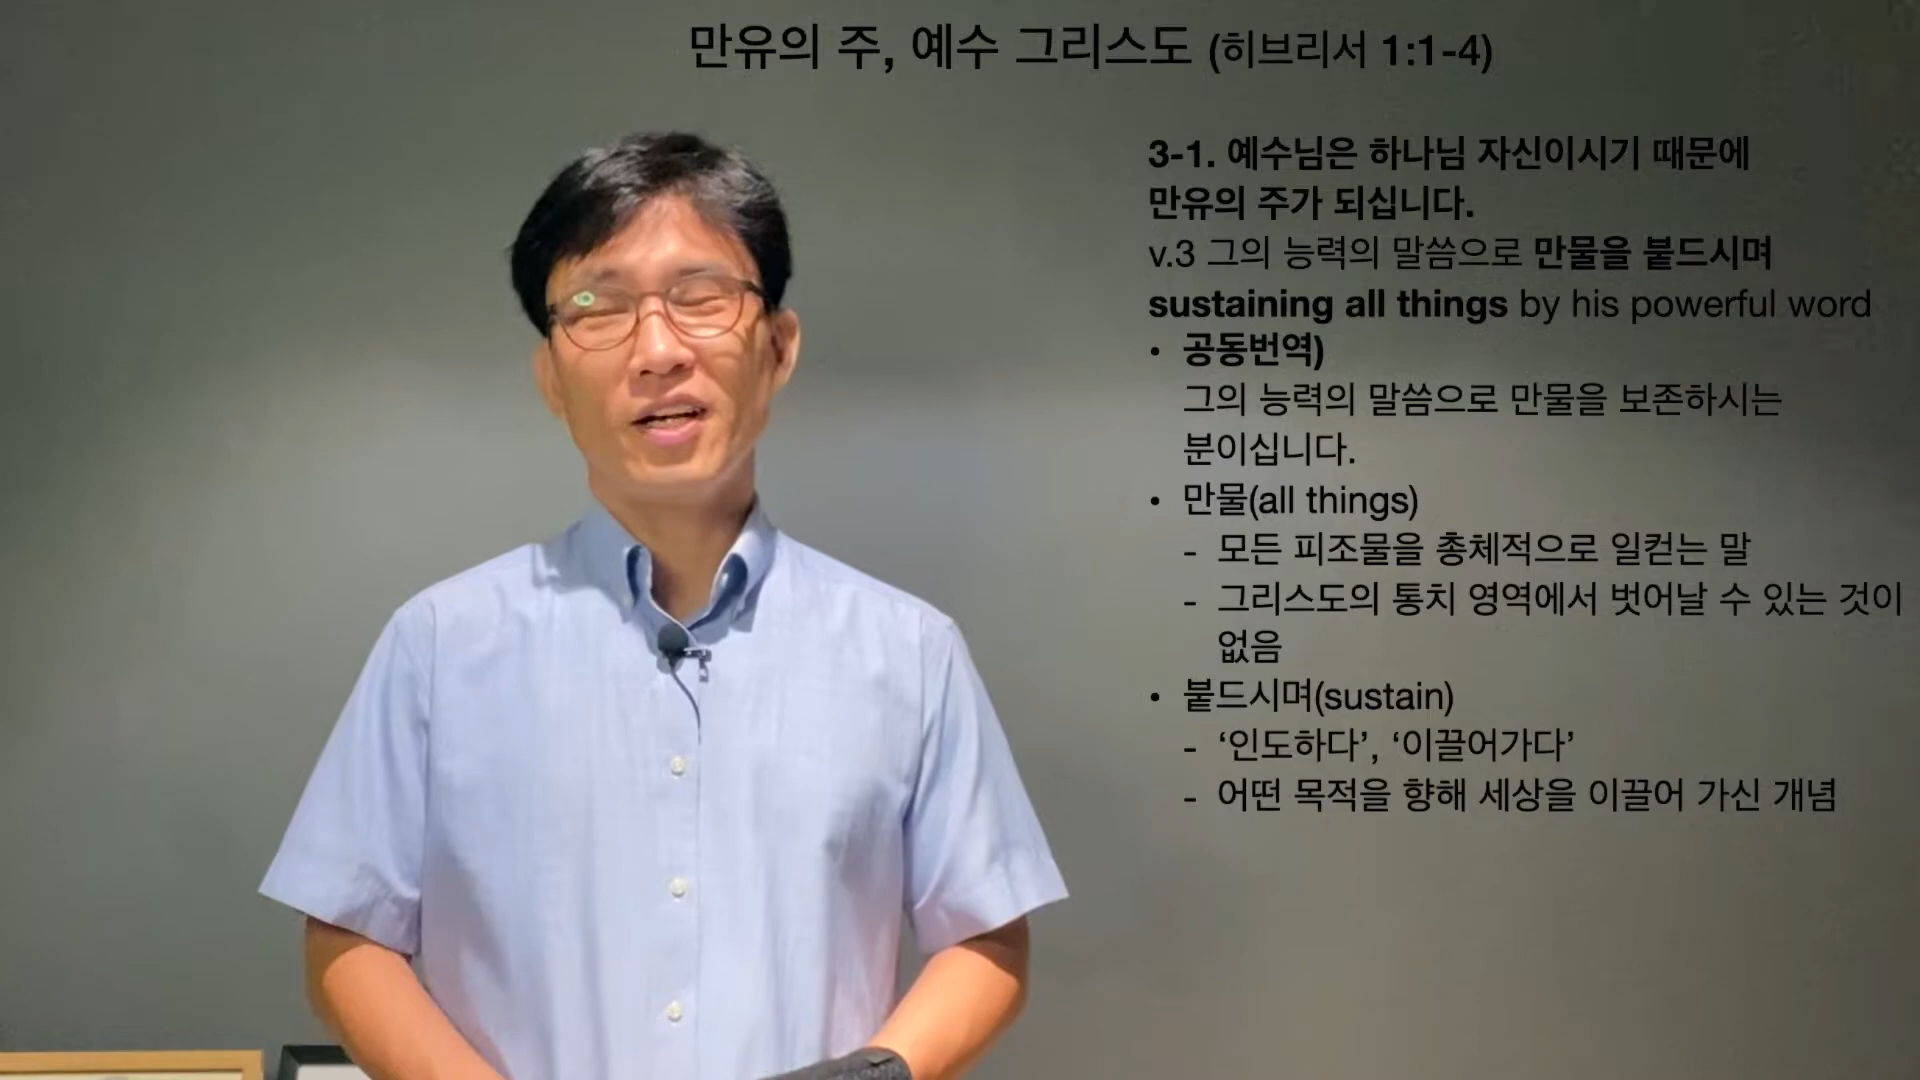 만유의 주, 예수 그리스도 (히브리서 1:1-4)
3-1. 예수님은 하나님 자신이시기 때문에
만유의 주가 되십니다.
v.3 그의 능력의 말씀으로 만물을 붙드시며
sustaining all things by his powerful word
• 공동번역)
그의 능력의 말씀으로 만물을 보존하시는
분이십니다.
• 만물(all things)
- 모든 피조물을 총체적으로 일컫는 말
- 그리스도의 통치 영역에서 벗어날 수 있는 것이
없음
• 붙드시며(sustain)
- ‘인도하다’, ‘이끌어가다’
- 어떤 목적을 향해 세상을 이끌어 가신 개념